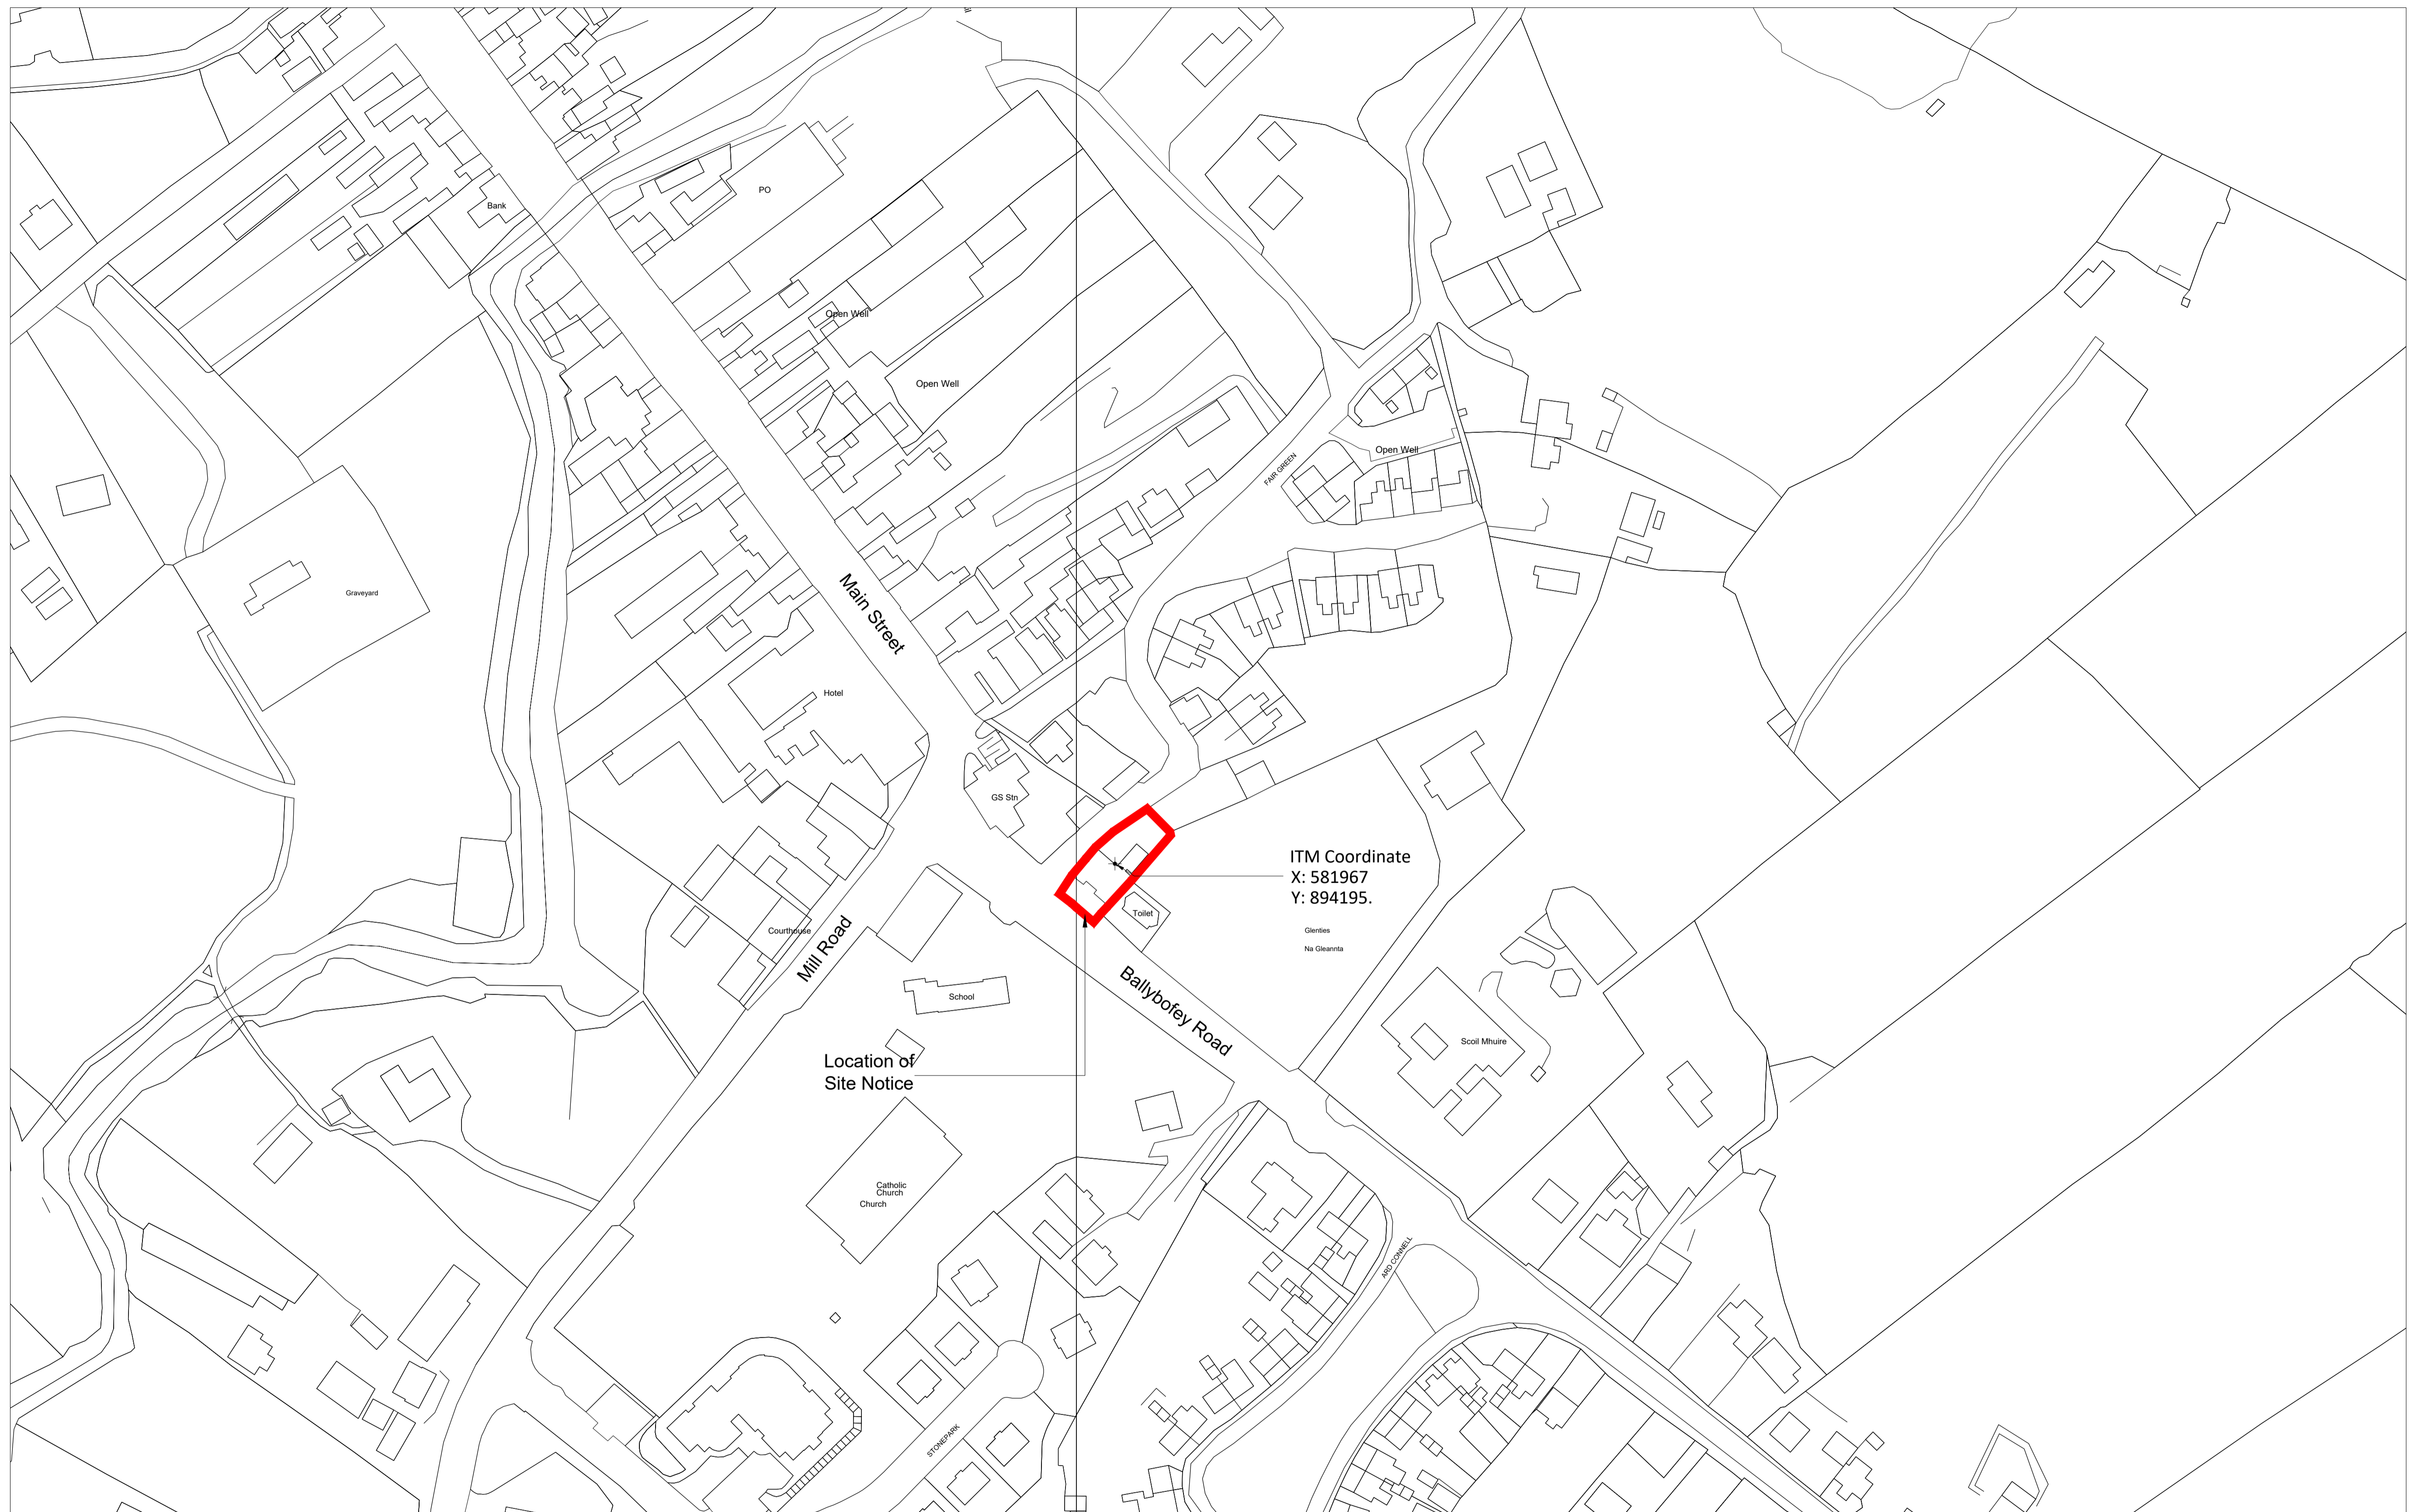 PO
Bank
Open Well
Open Well
Open Well
FAIR GREEN
Graveyard
Main Street
Hotel
GS Stn
ITM Coordinate
X: 581967
Y: 894195.
Toilet
Courthouse
Mill Road
Glenties
Na Gleannta
School
Ballybofey Road
Scoil Mhuire
Location of
Site Notice
Catholic
Church
Church
ARD CONNELL
STONEPARK